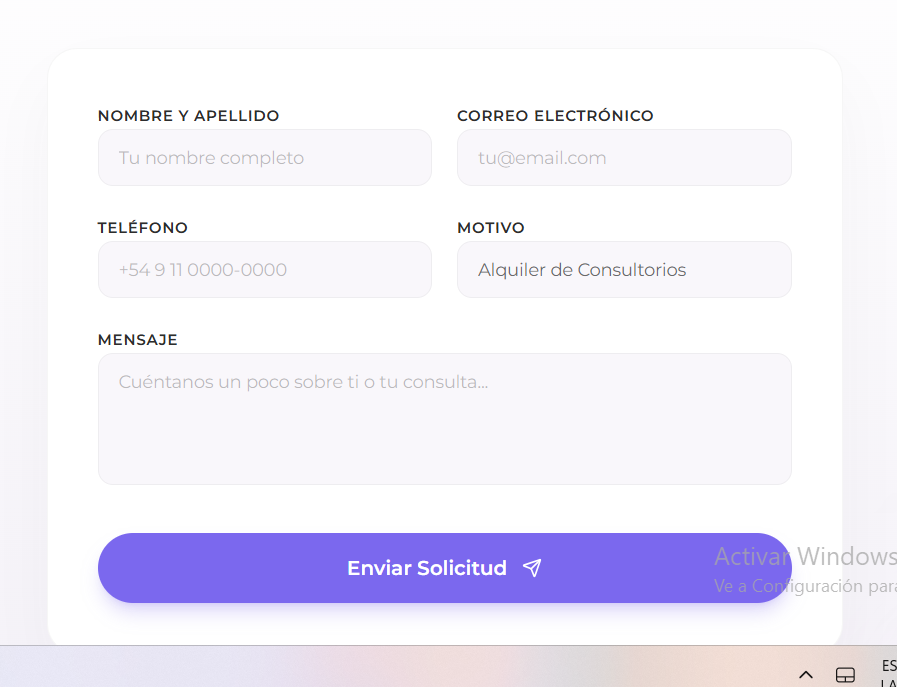 NOMBRE Y APELLIDO
CORREO ELECTRÓNICO
Tu nombre completo
tu@email.com
TELÉFONO
MOTIVO
+54 9 11 0000-0000
Alquiler de Consultorios
MENSAJE
Cuéntanos un poco sobre ti o tu consulta...
Enviar Solicitud
Activar Windows
Ve a Configuración para
ES
LA